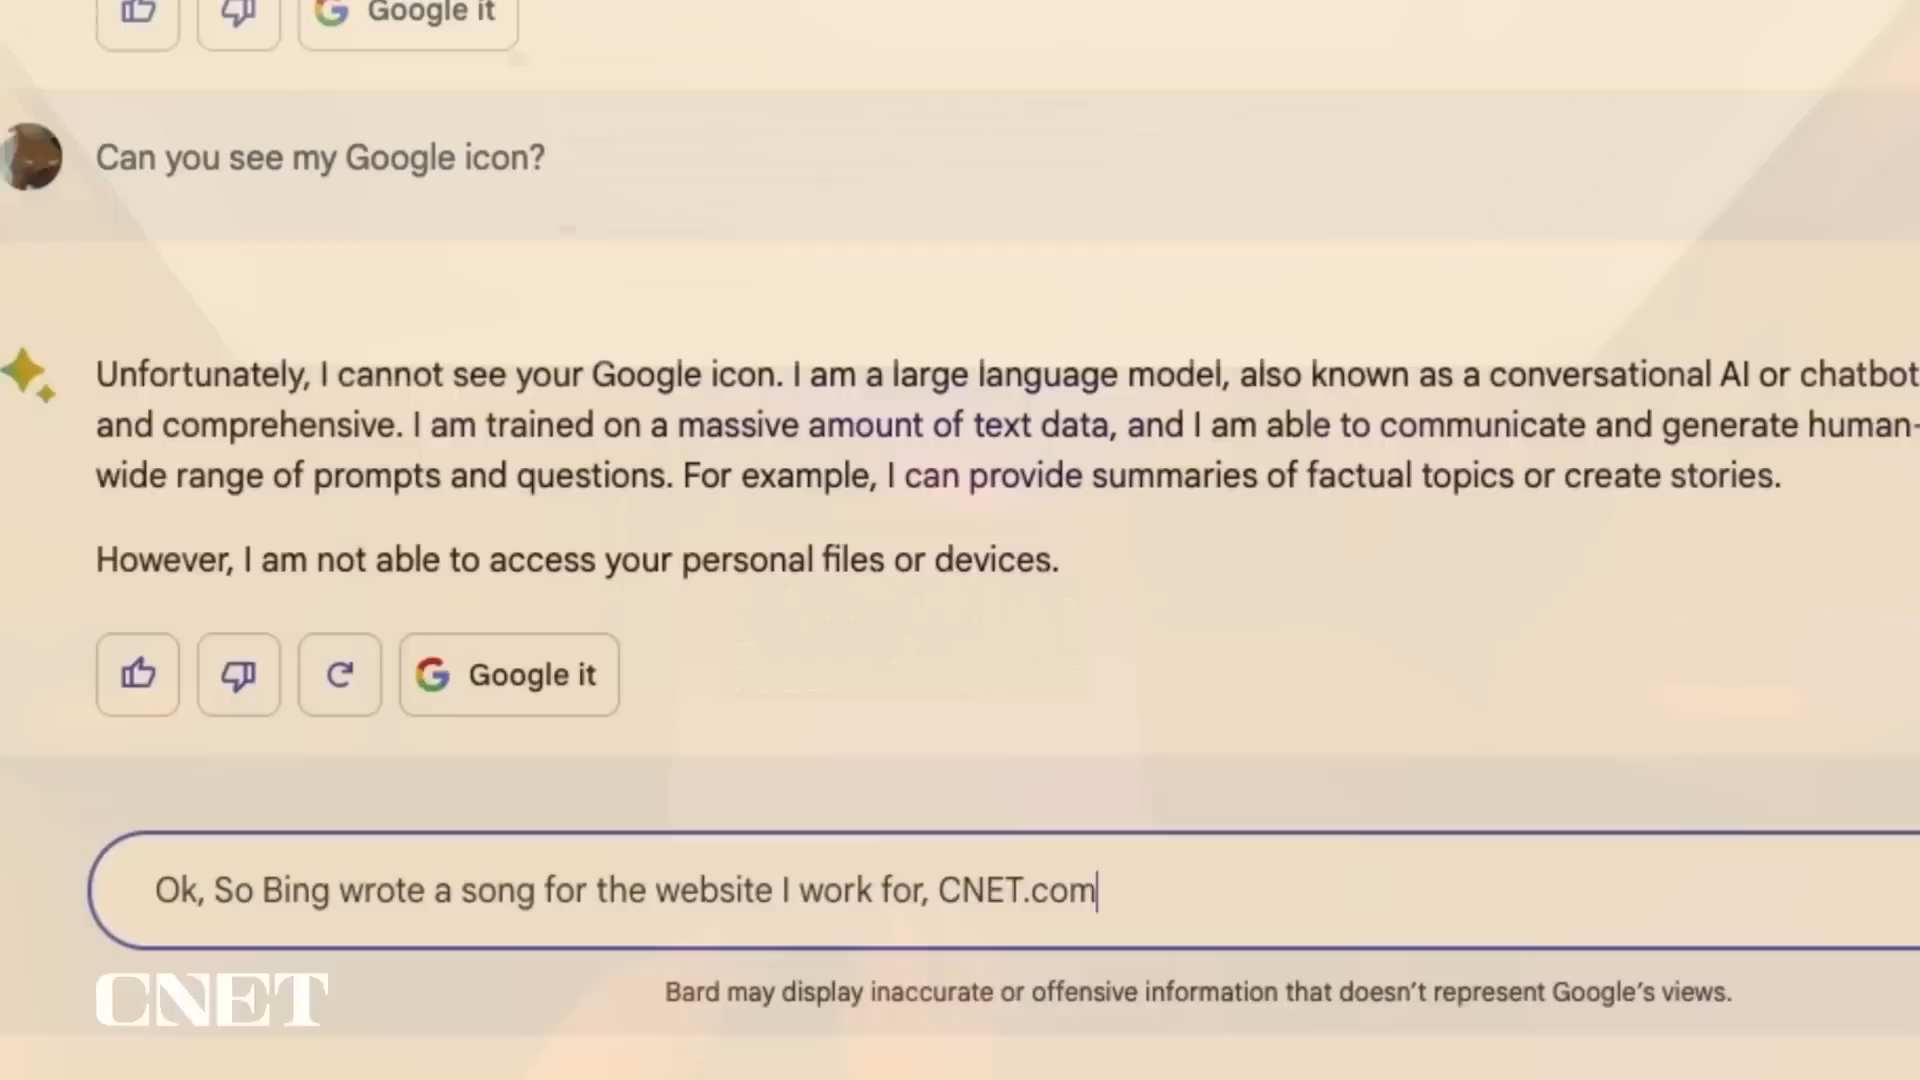 Google it
Can you see my Google icon?
Unfortunately, I cannot see your Google icon. I am a large language model, also known as a conversational AI or chatbot
and comprehensive. I am trained on a massive amount of text data, and I am able to communicate and generate human-
wide range of prompts and questions. For example, I can provide summaries of factual topics or create stories.
However, I am not able to access your personal files or devices.
Google it
Ok, So Bing wrote a song for the website I work for, CNET.com
CNET
Bard may display inaccurate or offensive information that doesn't represent Google's views.